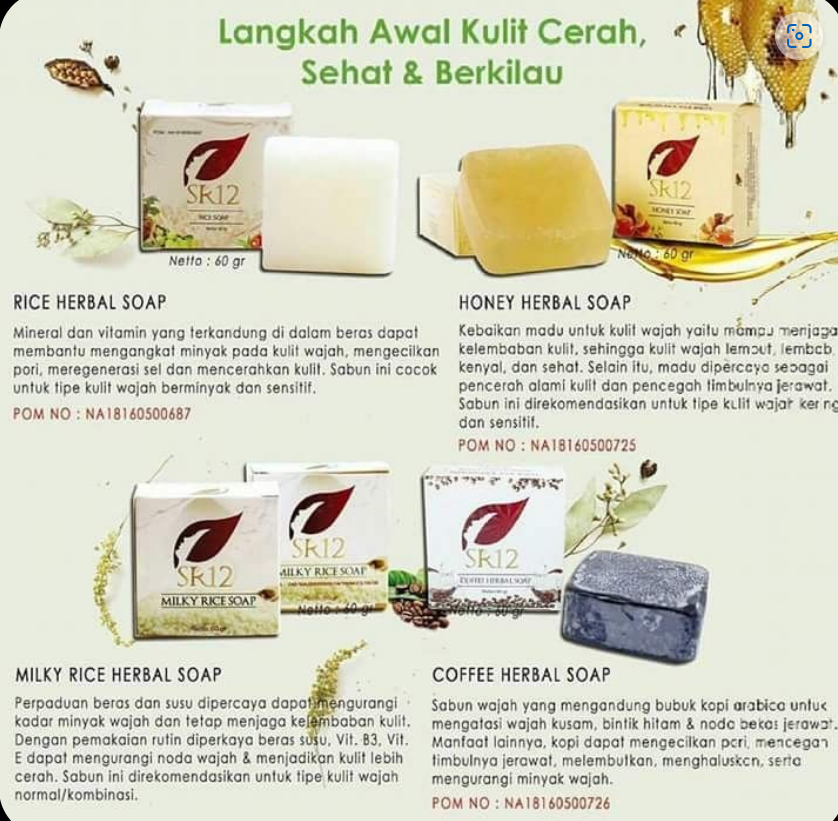 Langkah Awal Kulit Cerah,
Sehat & Berkilau
SR12
RICE SOAP
Netto : 60 gr
SR12
HONEY SOAP
Netto : 60 gr
RICE HERBAL SOAP
Mineral dan vitamin yang terkandung di dalam beras dapat
membantu mengangkat minyak pada kulit wajah, mengecilkan
pori, meregenerasi sel dan mencerahkan kulit. Sabun ini cocok
untuk tipe kulit wajah berminyak dan sensitif.
POM NO : NA18160500687
HONEY HERBAL SOAP
Kebaikan madu untuk kulit wajah yaitu mampu menjaga
kelembaban kulit, sehingga kulit wajah lembut, lembab,
kenyal, dan sehat. Selain itu, madu dipercaya sebagai
pencerah alami kulit dan pencegah timbulnya jerawat.
Sabun ini direkomendasikan untuk tipe kulit wajah kering
dan sensitif.
POM NO : NA18160500725
SR12
MILKY RICE SOAP
SR12
MILKY RICE SOAP
Netto : 60 gr
SR12
COFFEE HERBAL SOAP
Netto : 60 gr
MILKY RICE HERBAL SOAP
Perpaduan beras dan susu dipercaya dapat mengurangi
kadar minyak wajah dan tetap menjaga kelembaban kulit.
Dengan pemakaian rutin diperkaya beras susu, Vit. B3, Vit.
E dapat mengurangi noda wajah & menjadikan kulit lebih
cerah. Sabun ini direkomendasikan untuk tipe kulit wajah
normal/kombinasi.
COFFEE HERBAL SOAP
Sabun wajah yang mengandung bubuk kopi arabica untuk
mengatasi wajah kusam, bintik hitam & noda bekas jerawat.
Manfaat lainnya, kopi dapat mengecilkan pori, mencegah
timbulnya jerawat, melembutkan, menghaluskan, serta
mengurangi minyak wajah.
POM NO : NA18160500726